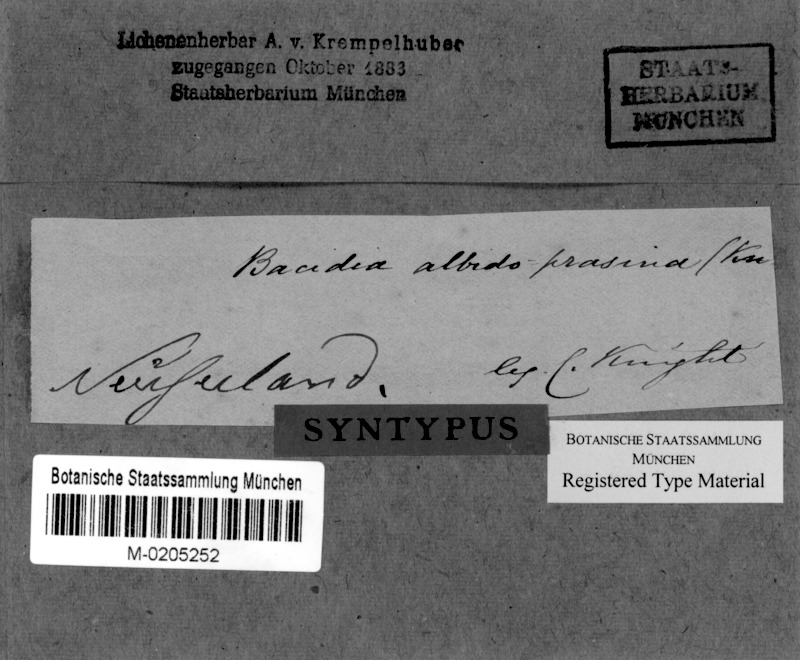 Lichenenherbar A. v. Krempelhuber
zugegangen Oktober 1883
Staatsherbarium München
STAATS-
HERBARIUM
MÜNCHEN
Bacidea albido-prasina (Kn
Neuseeland. leg. C. Knight
SYNTYPUS
BOTANISCHE STAATSSAMMLUNG
MÜNCHEN
Registered Type Material
Botanische Staatssammlung München
M-0205252